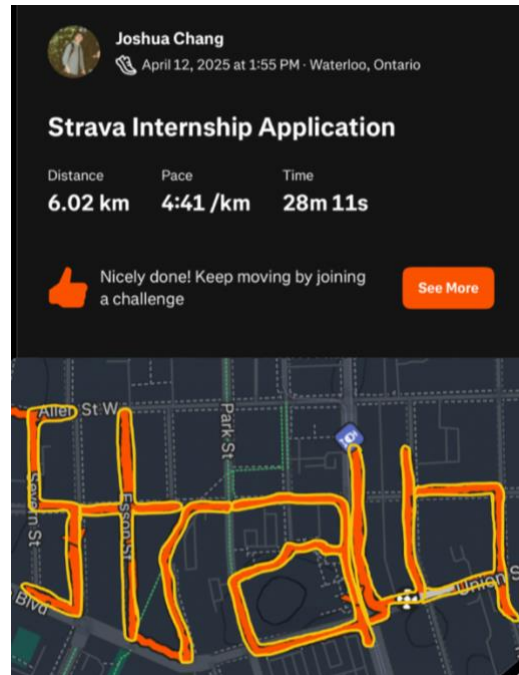 Joshua Chang
April 12, 2025 at 1:55 PM · Waterloo, Ontario
Strava Internship Application
Distance
Pace
Time
6.02 km
4:41 /km
28m 11s
Nicely done! Keep moving by joining
a challenge
See More
Allen St W
Park St
Esson St
Blvd
Union S